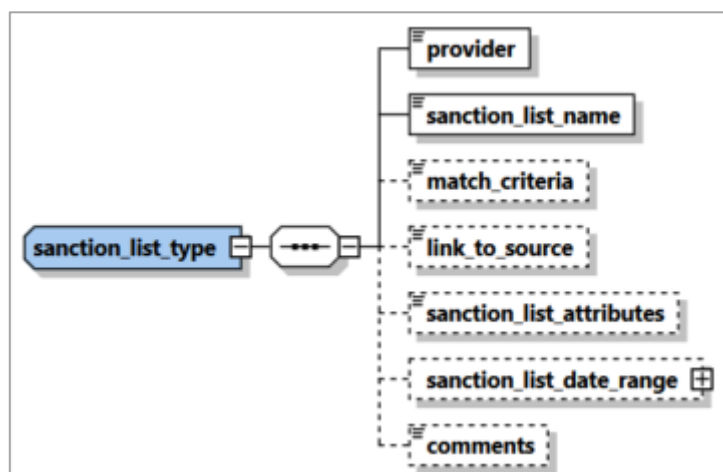 provider
sanction_list_name
match_criteria
sanction_list_type
link_to_source
sanction_list_attributes
sanction_list_date_range
comments